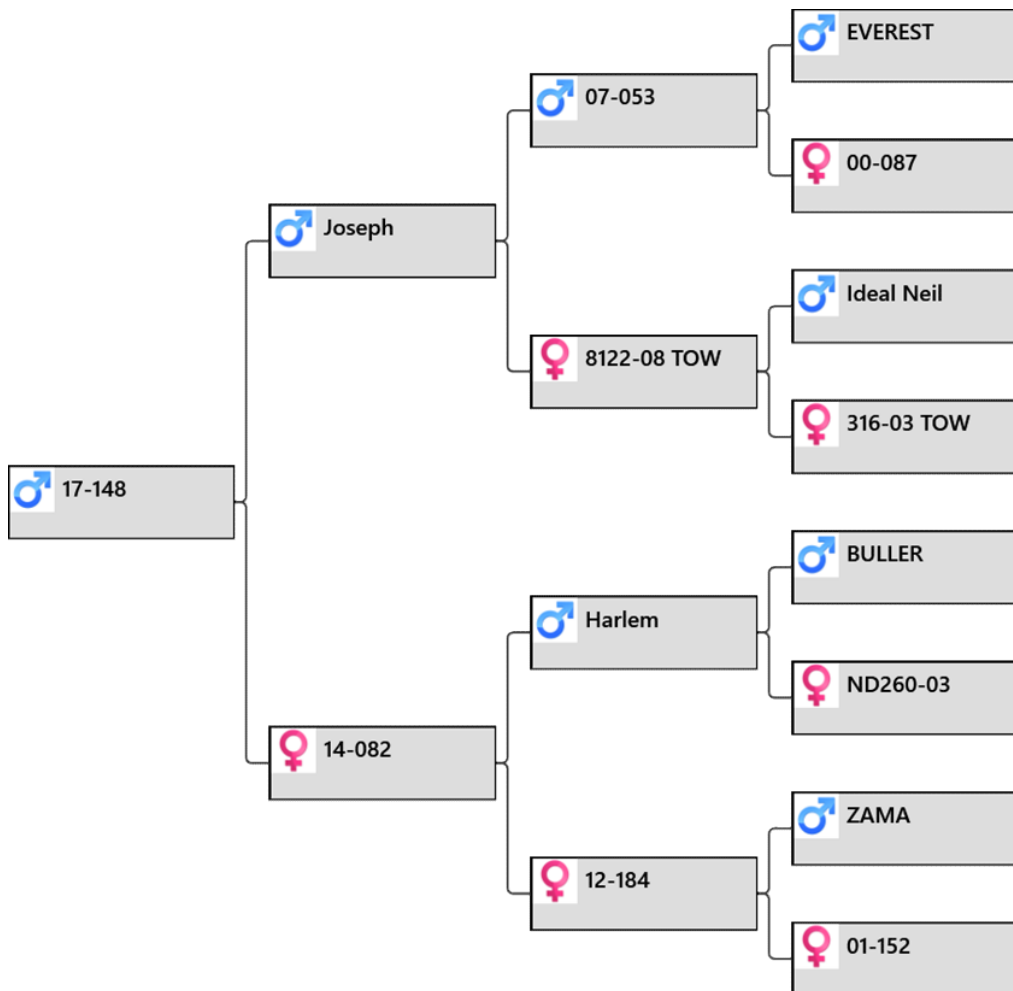 EVEREST
07-053
00-087
Joseph
Ideal Neil
8122-08 TOW
316-03 TOW
17-148
BULLER
Harlem
ND260-03
14-082
ZAMA
12-184
01-152